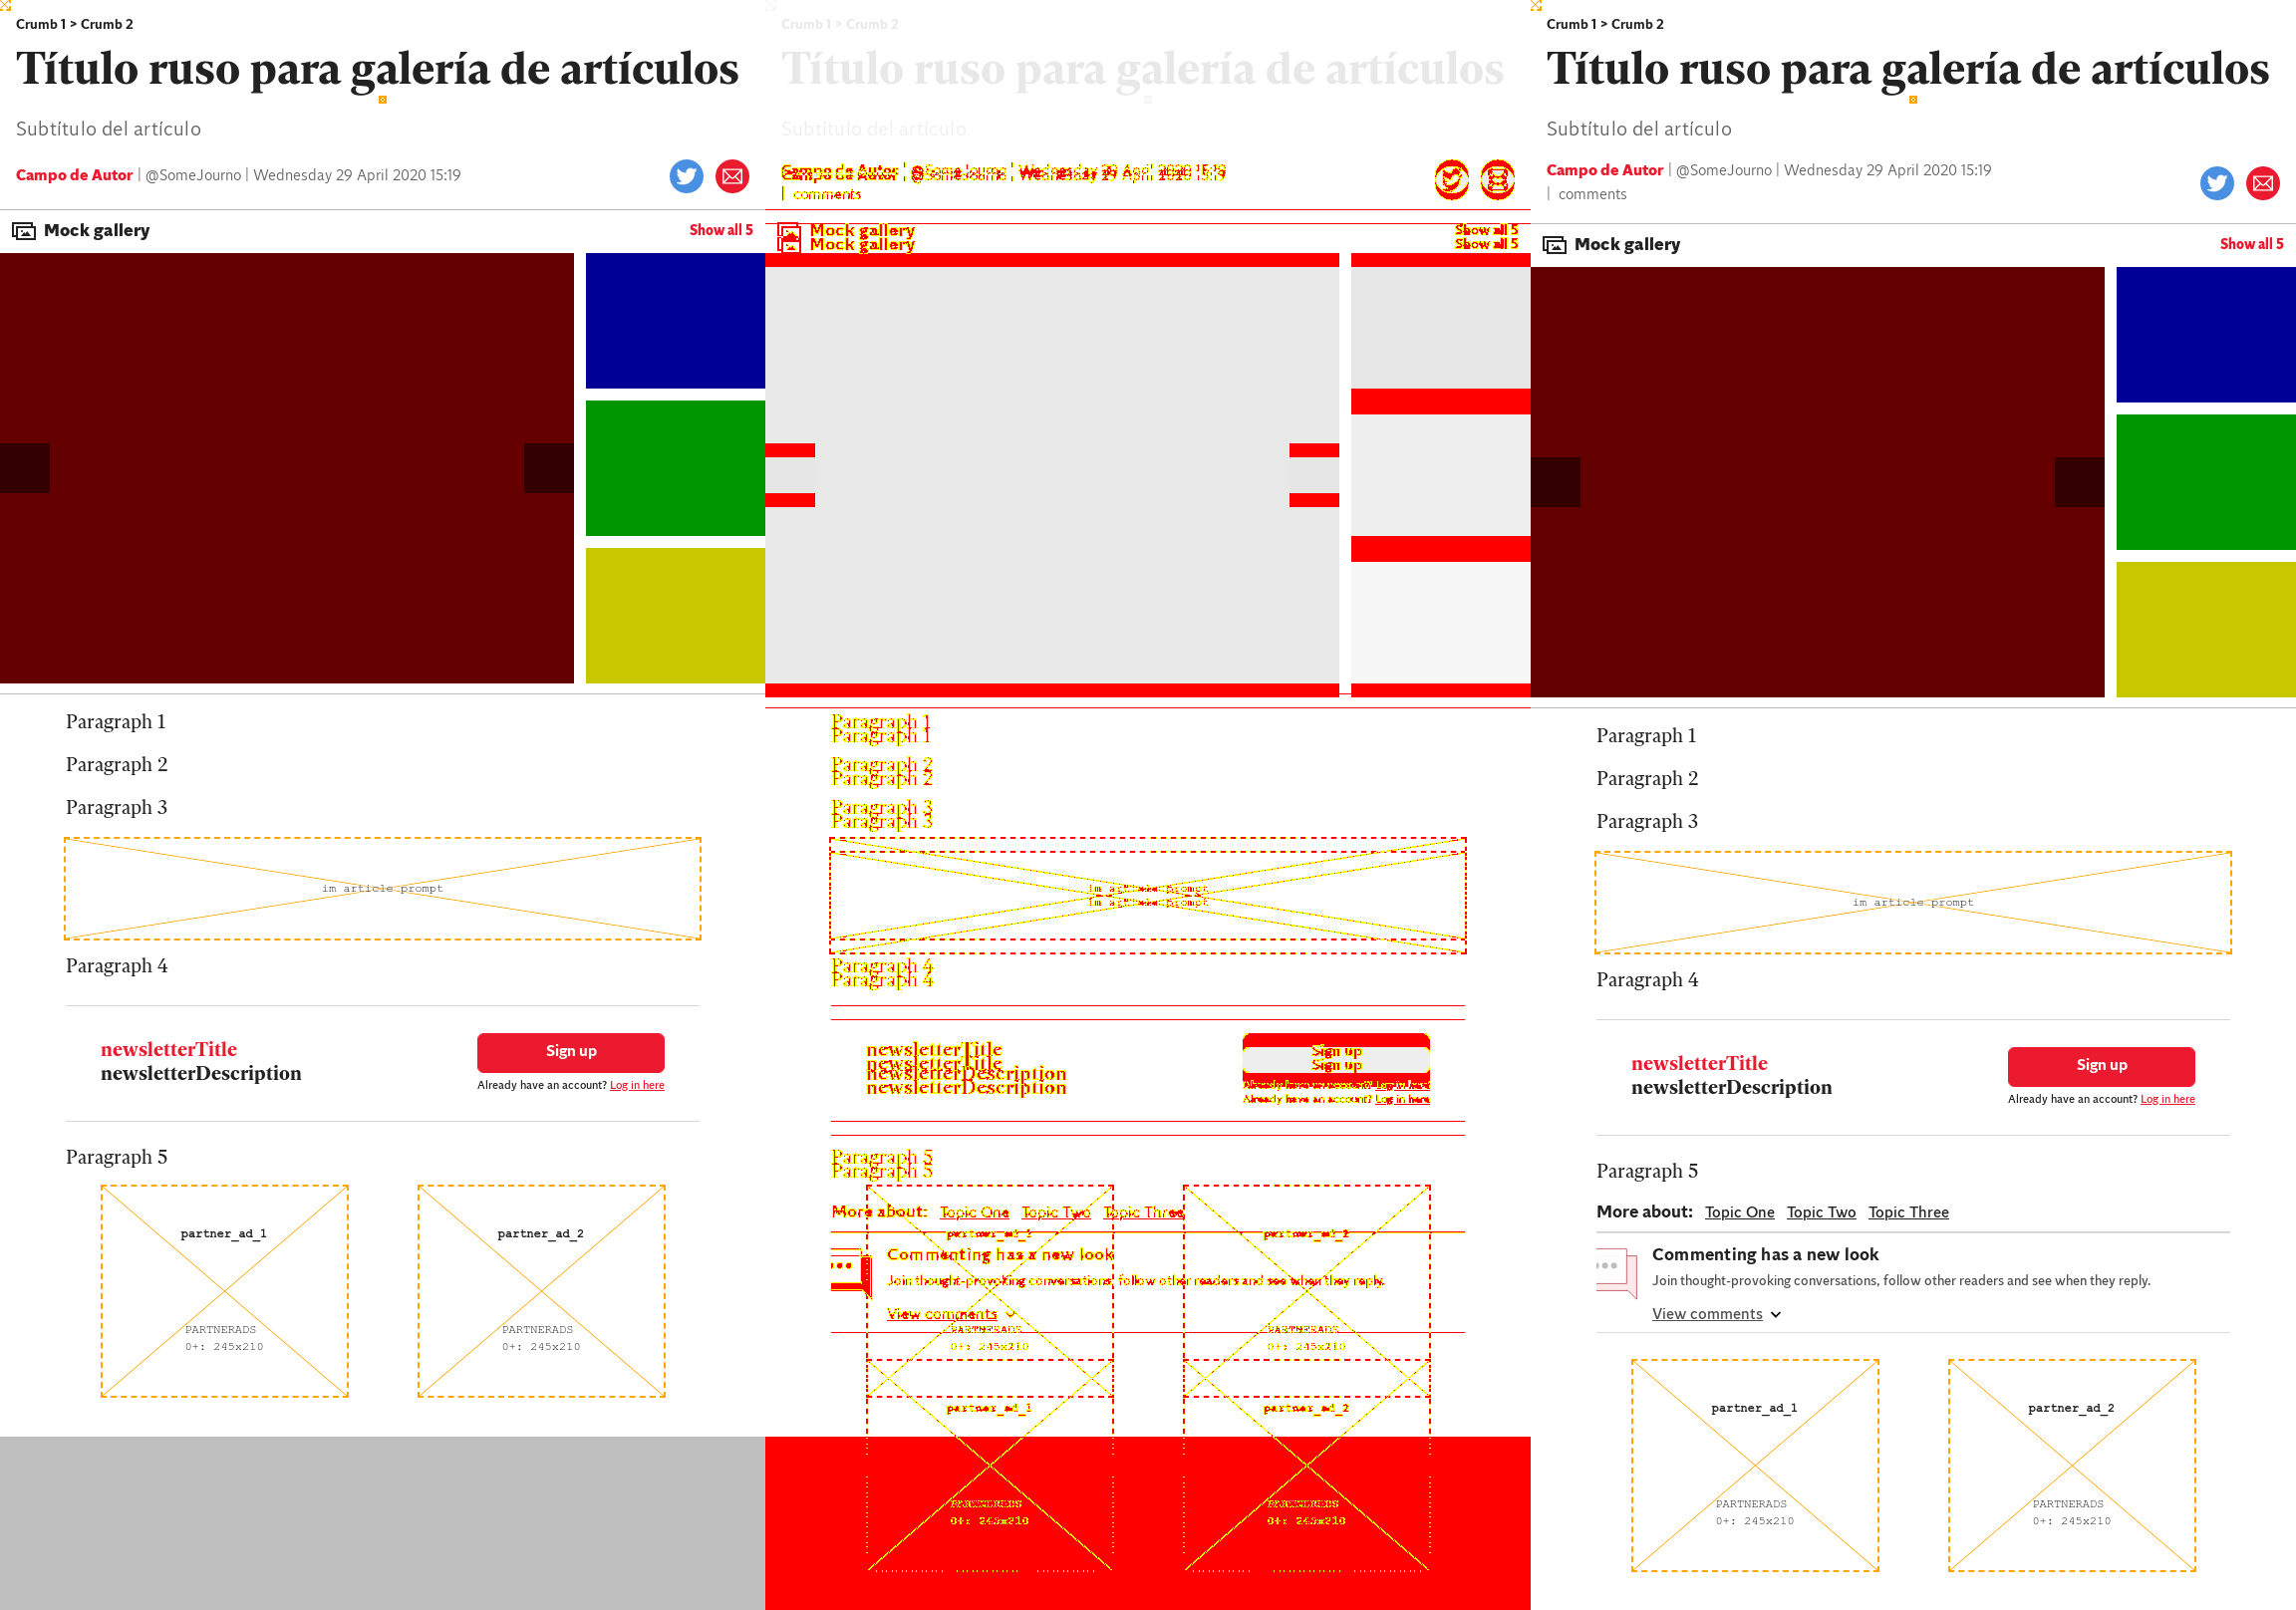 Crumb 1 > Crumb 2
Título ruso para galería de artículos
Subtítulo del artículo
Campo de Autor | @SomeJourno | Wednesday 29 April 2020 15:19
Mock gallery
Show all 5
Paragraph 1
Paragraph 2
Paragraph 3
im article prompt
Paragraph 4
newsletterTitle
newsletterDescription
Sign up
Already have an account? Log in here
Paragraph 5
partner_ad_1
PARTNERADS
0+: 245x210
partner_ad_2
PARTNERADS
0+: 245x210
Crumb 1 > Crumb 2
Título ruso para galería de artículos
Subtítulo del artículo
Campo de Autor | @SomeJourno | Wednesday 29 April 2020 15:19
| comments
Mock gallery
Mock gallery
Show all 5
Show all 5
Paragraph 1
Paragraph 1
Paragraph 2
Paragraph 2
Paragraph 3
Paragraph 3
im article prompt
im article prompt
Paragraph 4
Paragraph 4
newsletterTitle
newsletterTitle
newsletterDescription
newsletterDescription
Sign up
Sign up
Already have an account? Log in here
Already have an account? Log in here
Paragraph 5
Paragraph 5
More about: Topic One Topic Two Topic Three
partner_ad_1
partner_ad_2
Commenting has a new look
Join thought-provoking conversations, follow other readers and see when they reply.
View comments
PARTNERADS
0+: 245x210
PARTNERADS
0+: 245x210
partner_ad_1
partner_ad_2
PARTNERADS
0+: 245x210
PARTNERADS
0+: 245x210
Crumb 1 > Crumb 2
Título ruso para galería de artículos
Subtítulo del artículo
Campo de Autor | @SomeJourno | Wednesday 29 April 2020 15:19
| comments
Mock gallery
Show all 5
Paragraph 1
Paragraph 2
Paragraph 3
im article prompt
Paragraph 4
newsletterTitle
newsletterDescription
Sign up
Already have an account? Log in here
Paragraph 5
More about: Topic One Topic Two Topic Three
Commenting has a new look
Join thought-provoking conversations, follow other readers and see when they reply.
View comments
partner_ad_1
PARTNERADS
0+: 245x210
partner_ad_2
PARTNERADS
0+: 245x210